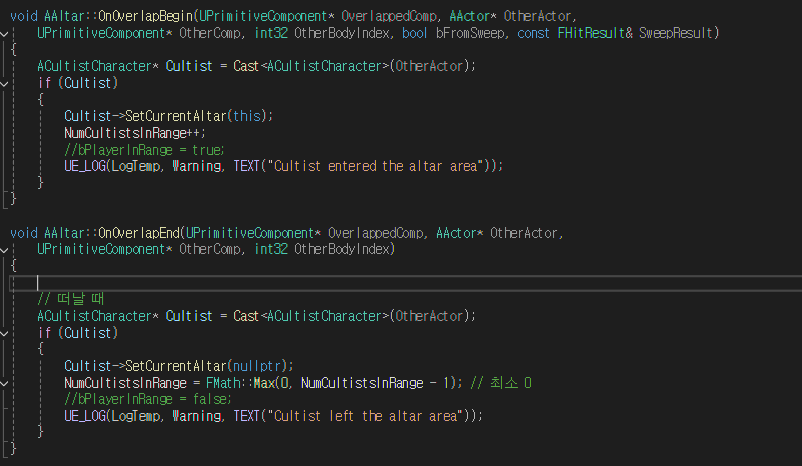 void AAltar::OnOverlapBegin(UPrimitiveComponent* OverlappedComp, AActor* OtherActor,
    UPrimitiveComponent* OtherComp, int32 OtherBodyIndex, bool bFromSweep, const FHitResult& SweepResult)
{
    ACultistCharacter* Cultist = Cast<ACultistCharacter>(OtherActor);
    if (Cultist)
    {
        Cultist->SetCurrentAltar(this);
        NumCultistsInRange++;
        //bPlayerInRange = true;
        UE_LOG(LogTemp, Warning, TEXT("Cultist entered the altar area"));
    }
}
void AAltar::OnOverlapEnd(UPrimitiveComponent* OverlappedComp, AActor* OtherActor,
    UPrimitiveComponent* OtherComp, int32 OtherBodyIndex)
{
    // 떠날 때
    ACultistCharacter* Cultist = Cast<ACultistCharacter>(OtherActor);
    if (Cultist)
    {
        Cultist->SetCurrentAltar(nullptr);
        NumCultistsInRange = FMath::Max(0, NumCultistsInRange - 1); // 최소 0
        //bPlayerInRange = false;
        UE_LOG(LogTemp, Warning, TEXT("Cultist left the altar area"));
    }
}